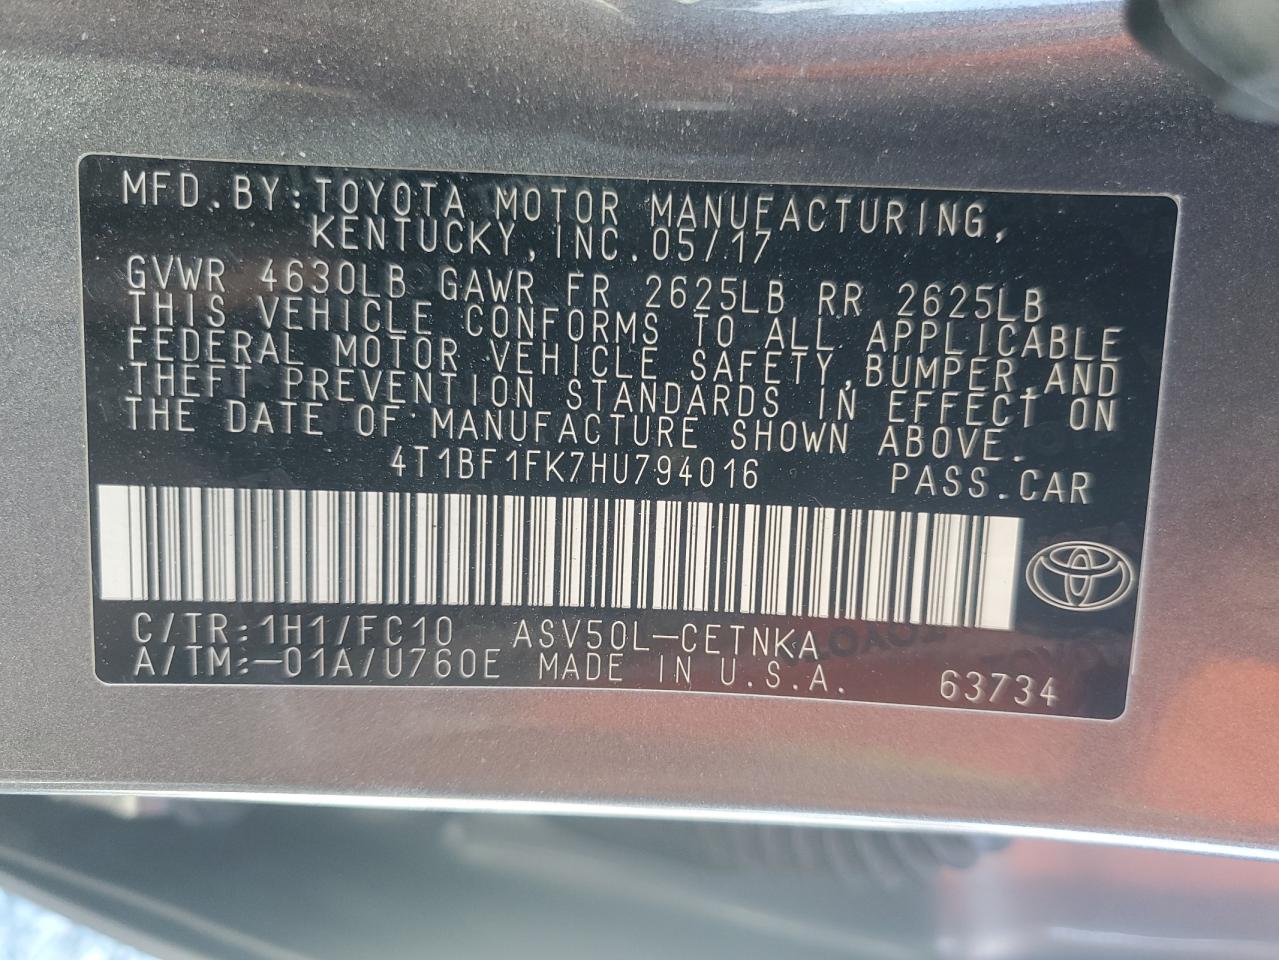 MFD.BY:TOYOTA MOTOR MANUFACTURING,
KENTUCKY,INC.05/17
GVWR 4630LB GAWR FR 2625LB RR 2625LB
THIS VEHICLE CONFORMS TO ALL APPLICABLE
FEDERAL MOTOR VEHICLE SAFETY,BUMPER,AND
THEFT PREVENTION STANDARDS IN EFFECT ON
THE DATE OF MANUFACTURE SHOWN ABOVE.
4T1BF1FK7HU794016 PASS.CAR
C/TR:1H1/FC10 ASV50L-CETNKA
A/TM:-01A/U760E MADE IN U.S.A. 63734